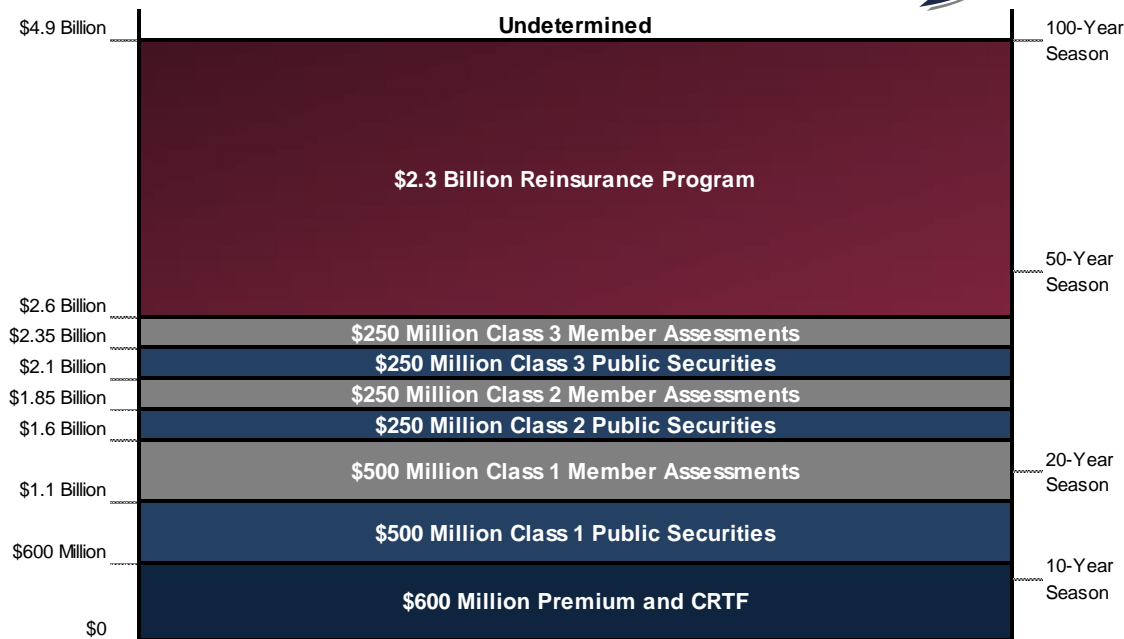 $4.9 Billion
Undetermined
100-Year
Season
$2.3 Billion Reinsurance Program
50-Year
Season
$2.6 Billion
$2.35 Billion
$250 Million Class 3 Member Assessments
$2.1 Billion
$250 Million Class 3 Public Securities
$1.85 Billion
$250 Million Class 2 Member Assessments
$1.6 Billion
$250 Million Class 2 Public Securities
$500 Million Class 1 Member Assessments
20-Year
Season
$1.1 Billion
$500 Million Class 1 Public Securities
$600 Million
10-Year
Season
$600 Million Premium and CRTF
$0